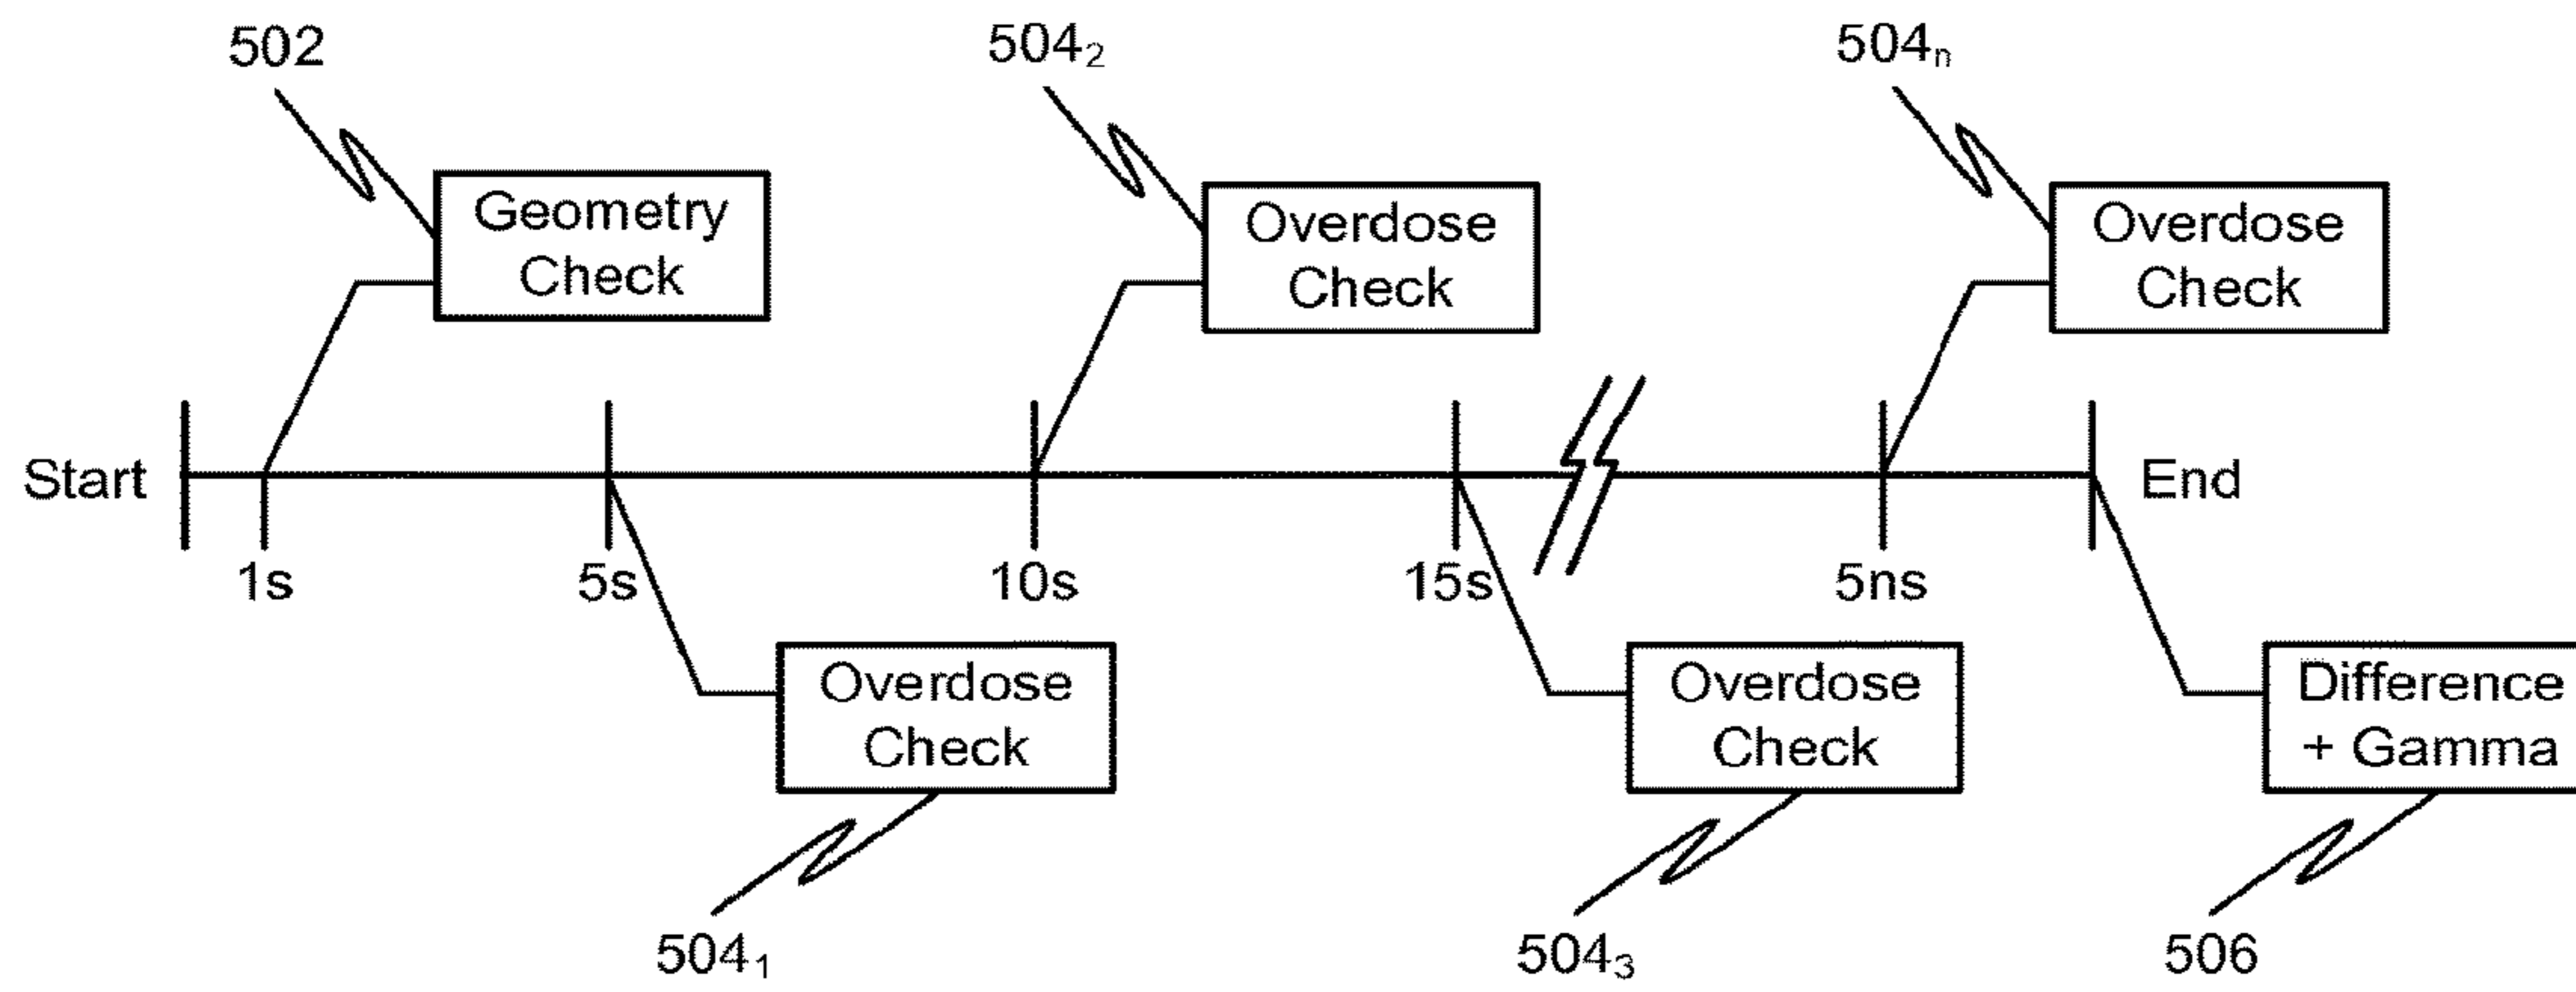 502
504₂
504ₙ
Geometry
Check
Overdose
Check
Overdose
Check
Start
End
1s
5s
10s
15s
5ns
Overdose
Check
Overdose
Check
Difference
+ Gamma
504₁
504₃
506